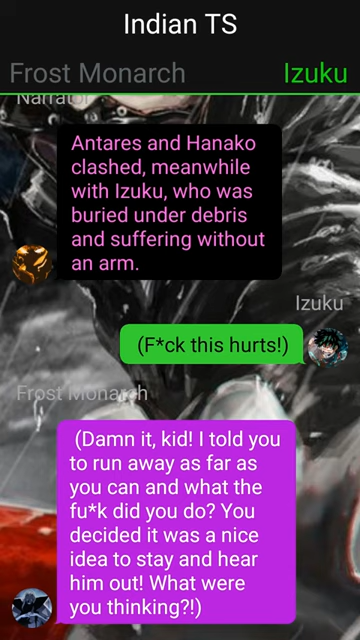 Indian TS
Frost Monarch Izuku
Narrator
Antares and Hanako
clashed, meanwhile
with Izuku, who was
buried under debris
and suffering without
an arm.
Izuku
(F*ck this hurts!)
Frost Monarch
(Damn it, kid! I told you
to run away as far as
you can and what the
fu*k did you do? You
decided it was a nice
idea to stay and hear
him out! What were
you thinking?!)